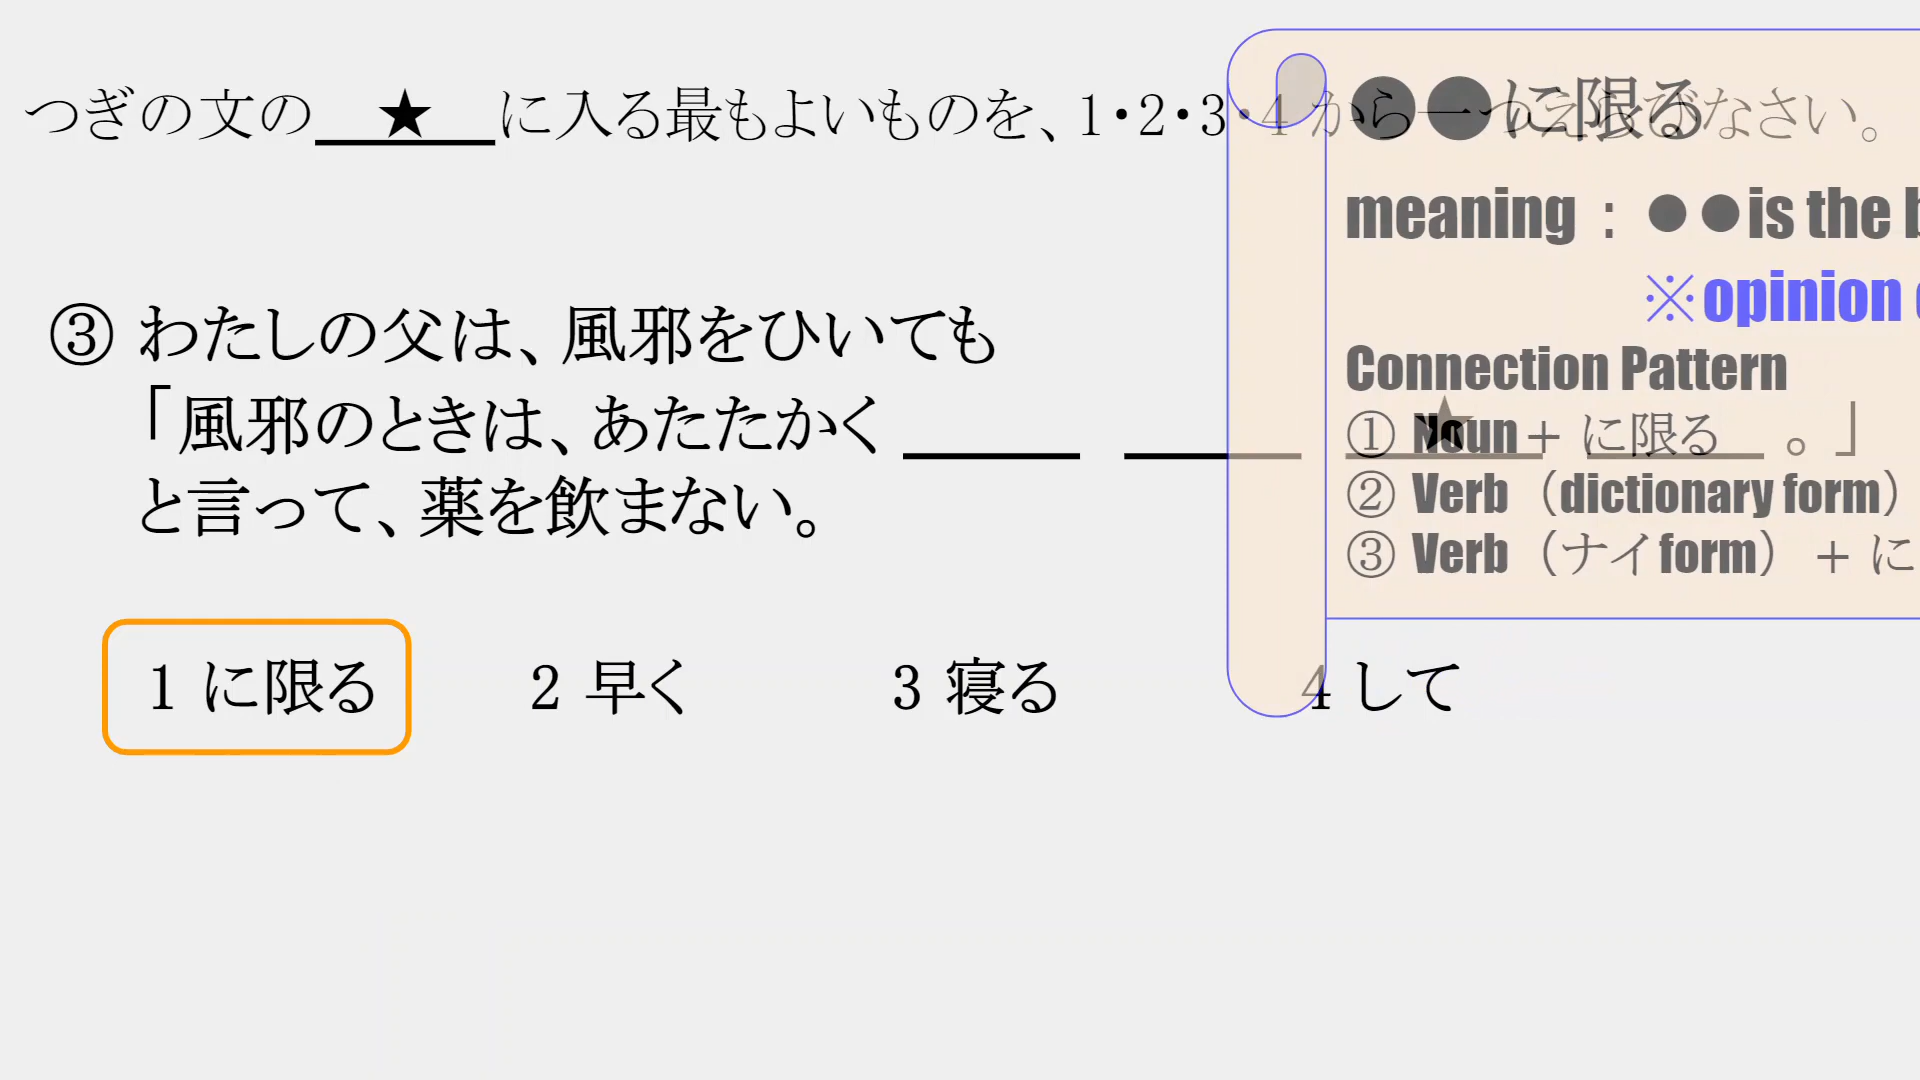 つぎの文の ★ に入る最もよいものを、1・2・3・4 から一つえらびなさい。
●●に限る
meaning：●●is the b
※opinion
Connection Pattern
① Noun + に限る
② Verb（dictionary form）
③ Verb（ナイform）＋ に
③ わたしの父は、風邪をひいても
「風邪のときは、あたたかく ＿＿ ＿＿ ★ ＿＿ 。」
と言って、薬を飲まない。
1 に限る 2 早く 3 寝る 4 して